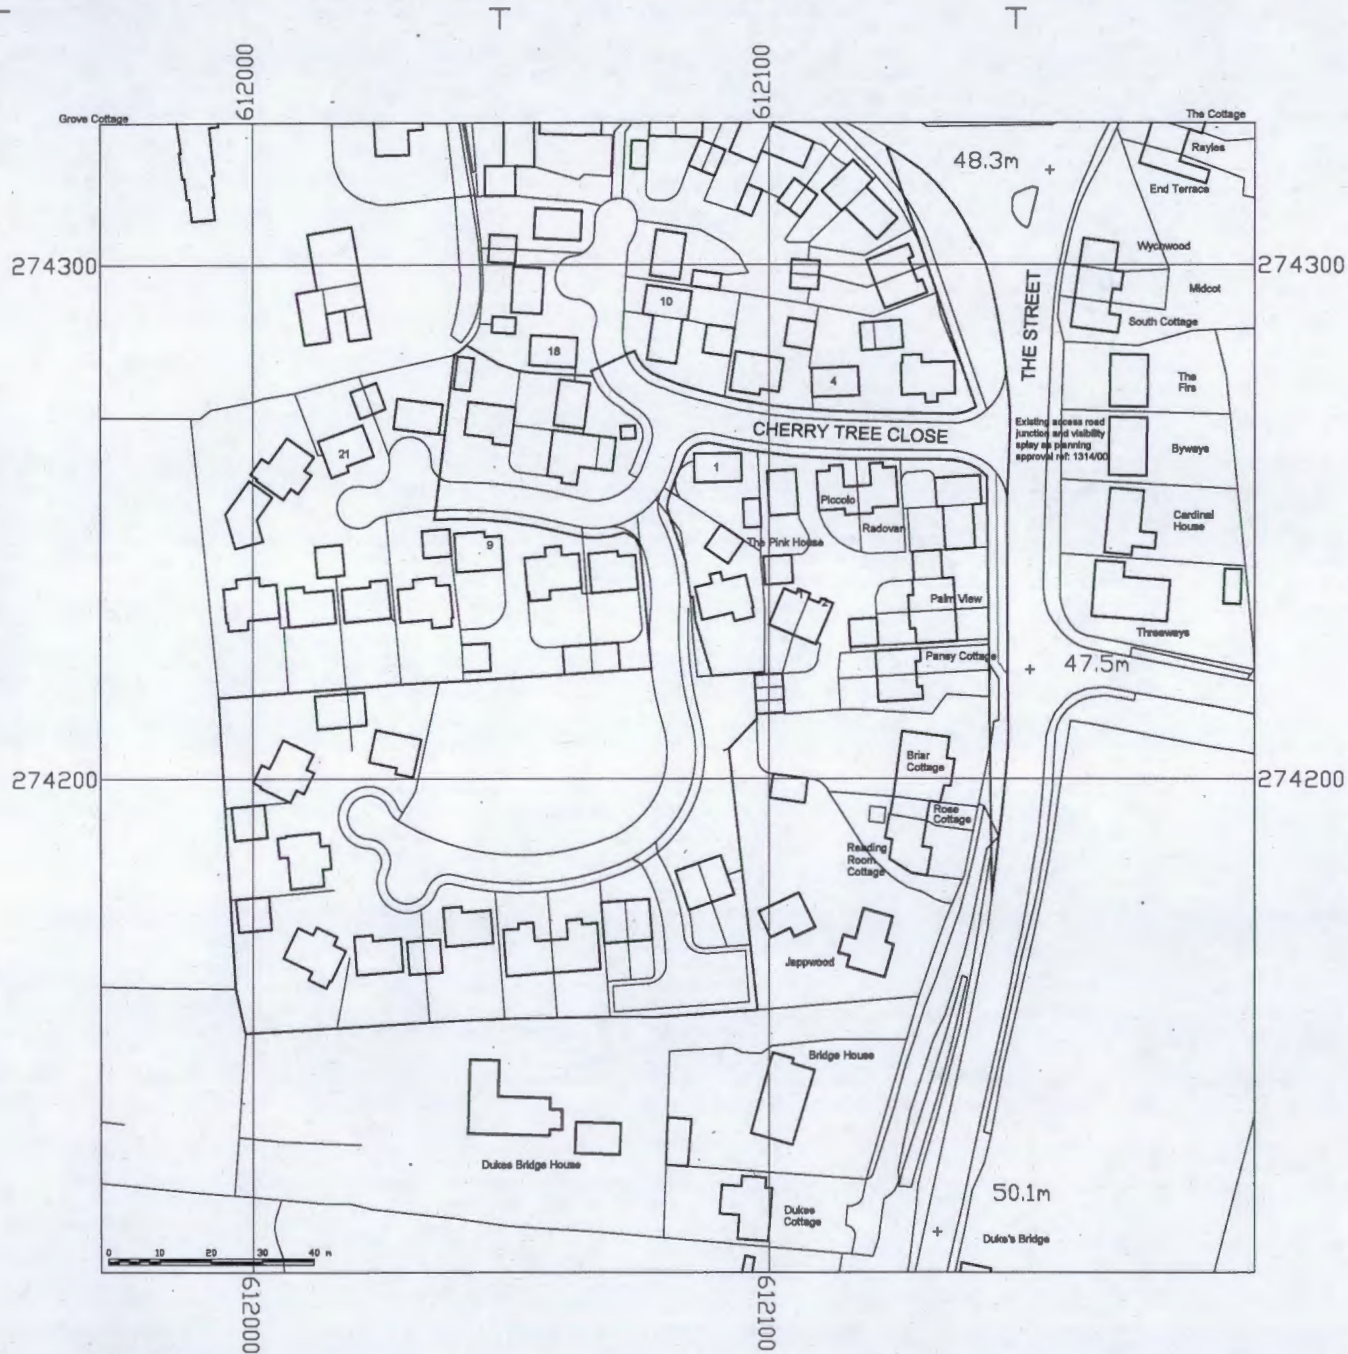 612000
612100
Grove Cottage
The Cottage
Rayles
48.3m
End Terrace
Wychwood
274300
274300
Midcot
10
South Cottage
THE STREET
18
4
The
Firs
CHERRY TREE CLOSE
Existing access road
junction and visibility
splay as planning
approval ref: 1314/00
21
1
Byways
Piccolo
Cardinal
House
Radovan
The Pink House
9
2
Palm View
Threeways
Pansy Cottage
47.5m
Briar
Cottage
274200
274200
Rose
Cottage
Reading
Room
Cottage
Jappwood
Bridge House
Dukes Bridge House
50.1m
Dukes
Cottage
Duke's Bridge
0 10 20 30 40 m
612000
612100